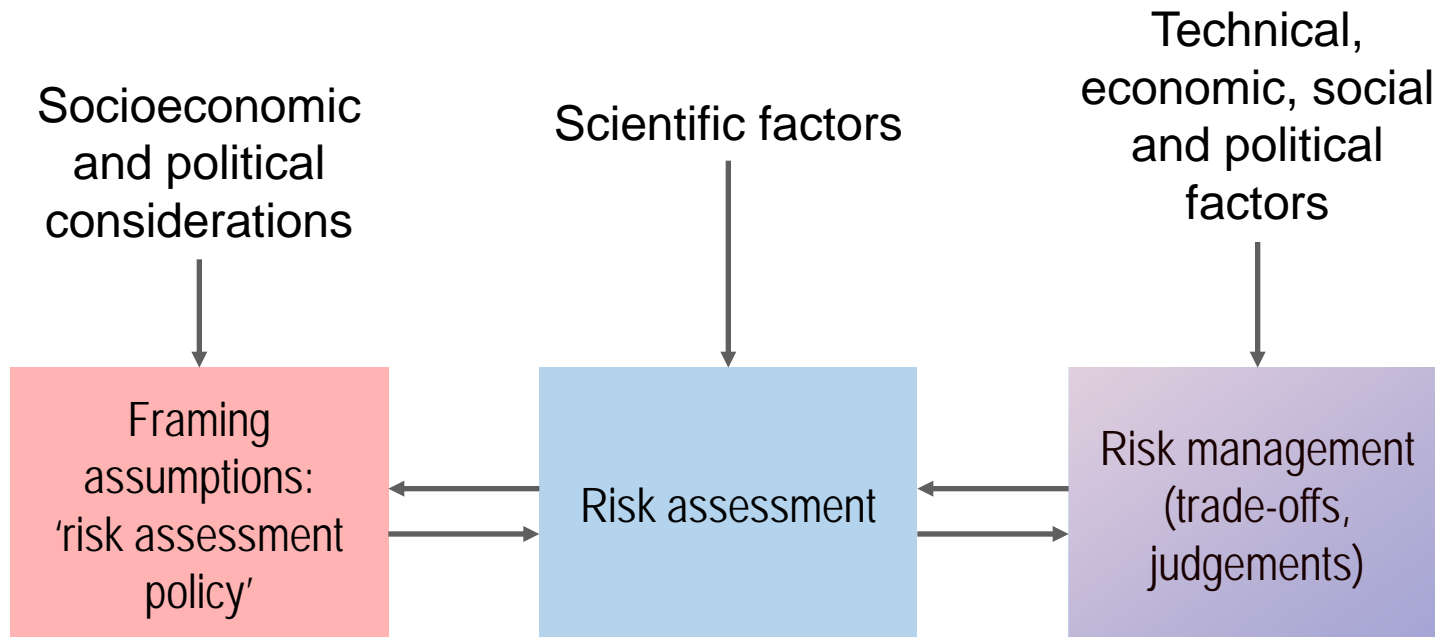 Socioeconomic
and political
considerations
Scientific factors
Technical,
economic, social
and political
factors
Framing
assumptions:
‘risk assessment
policy’
Risk assessment
Risk management
(trade-offs,
judgements)